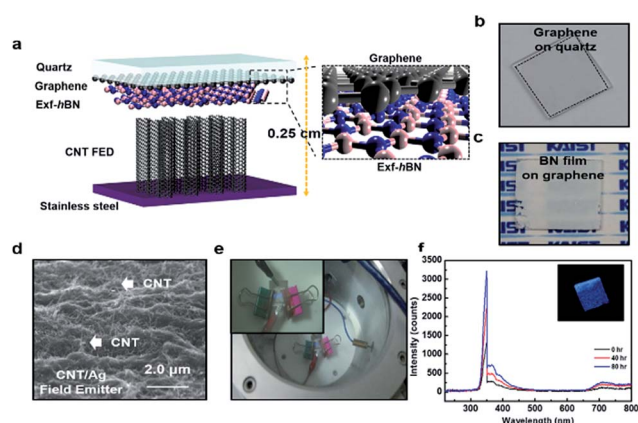 a
Quartz
Graphene
Exf-hBN
CNT FED
Stainless steel
0.25 cm
Graphene
Exf-hBN
b
Graphene
on quartz
c
KAIST
BN film
on graphene
d
CNT
CNT
CNT/Ag
Field Emitter
2.0 μm
e
f
Intensity (counts)
3500
3000
2500
2000
1500
1000
500
0
0 hr
40 hr
80 hr
300 400 500 600 700 800
Wavelength (nm)